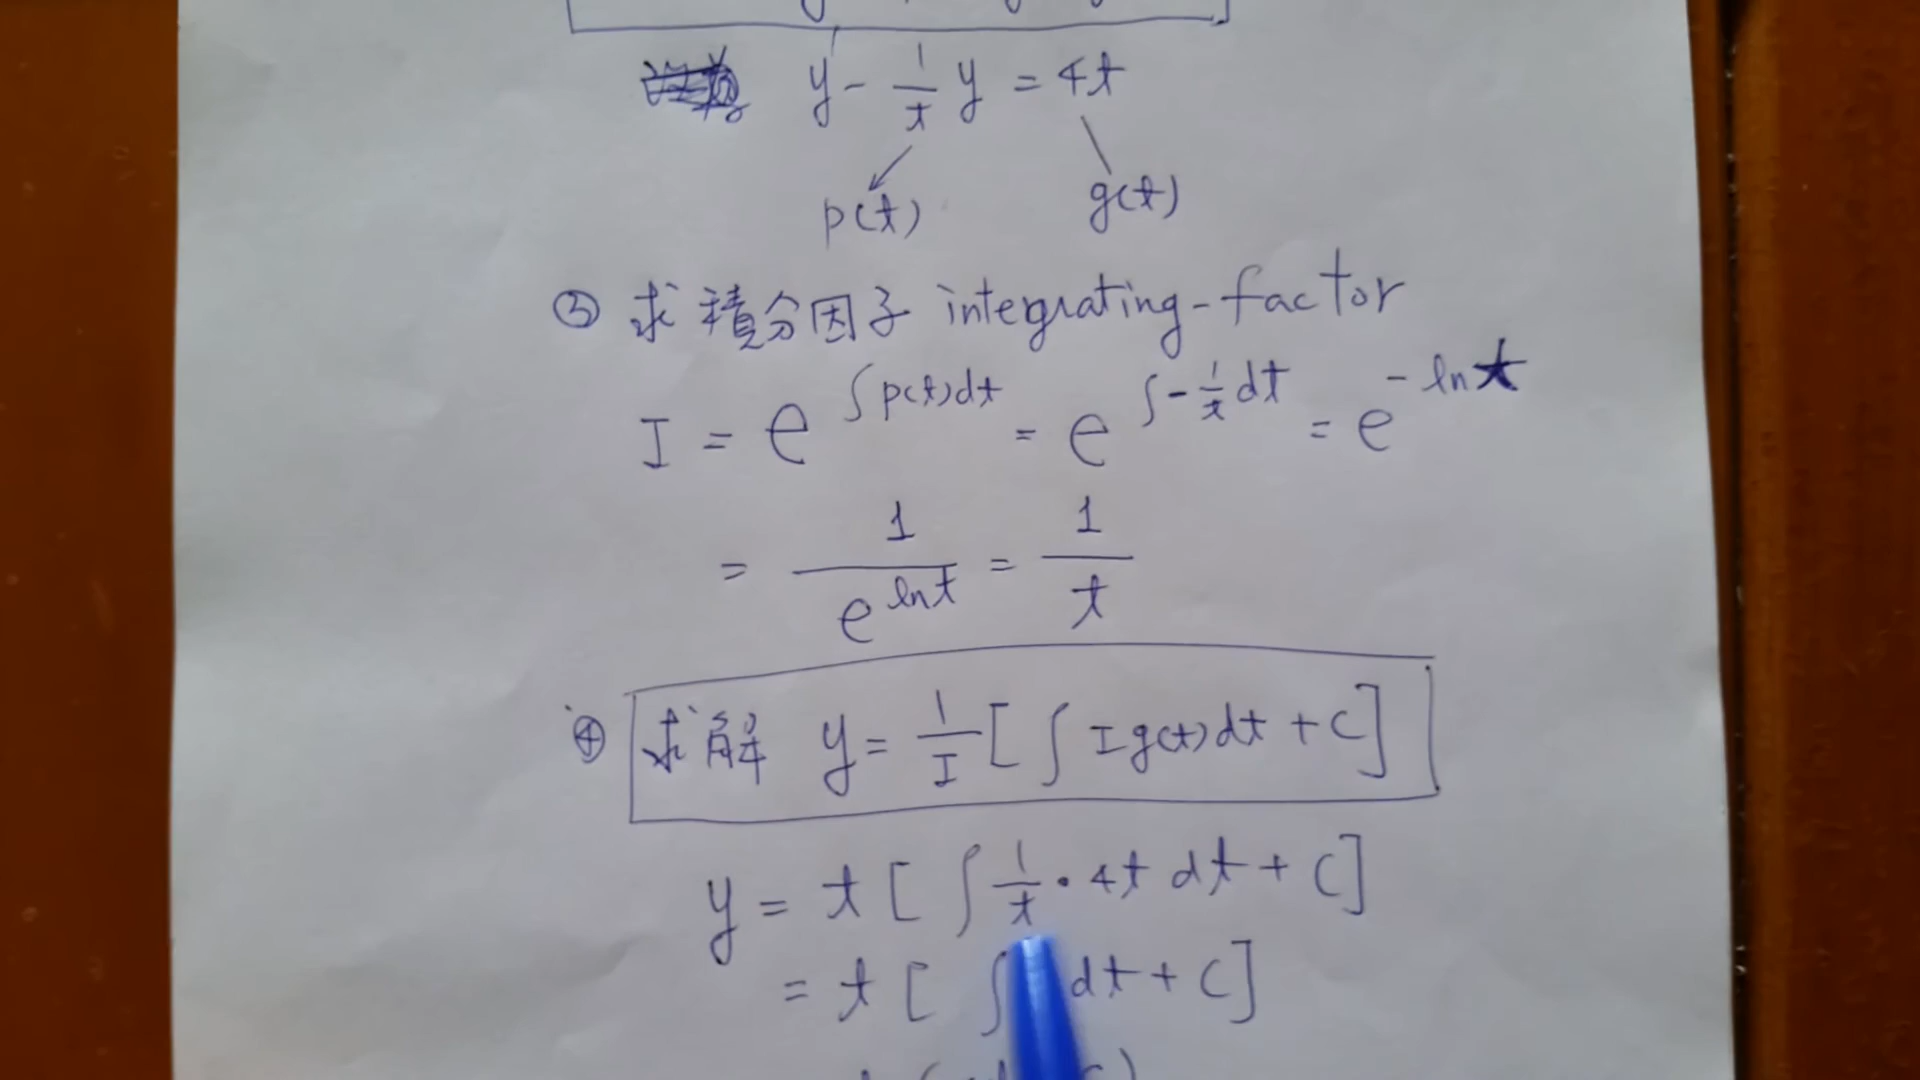 y' - 1/t y = 4t
p(t) g(t)
③ 求積分因子 integrating-factor
I = e^∫p(t)dt = e^∫-1/t dt = e^-ln t
= 1/e^ln t = 1/t
④ 求解 y = 1/I [ ∫ I g(t) dt + C ]
y = t [ ∫ 1/t · 4t dt + C ]
= t [ ∫ dt + C ]